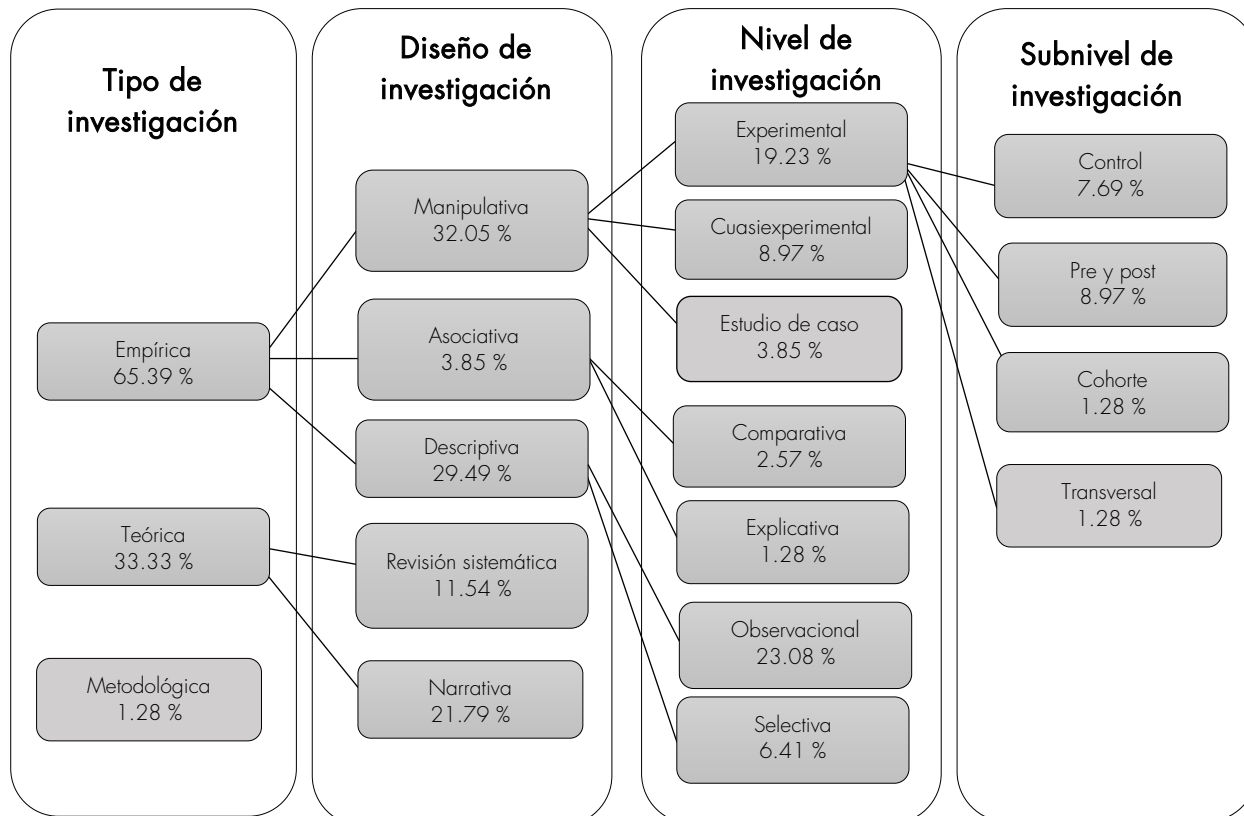 Tipo de
investigación
Empírica
65.39 %
Teórica
33.33 %
Metodológica
1.28 %
Diseño de
investigación
Manipulativa
32.05 %
Asociativa
3.85 %
Descriptiva
29.49 %
Revisión sistemática
11.54 %
Narrativa
21.79 %
Nivel de
investigación
Experimental
19.23 %
Cuasiexperimental
8.97 %
Estudio de caso
3.85 %
Comparativa
2.57 %
Explicativa
1.28 %
Observacional
23.08 %
Selectiva
6.41 %
Subnivel de
investigación
Control
7.69 %
Pre y post
8.97 %
Cohorte
1.28 %
Transversal
1.28 %